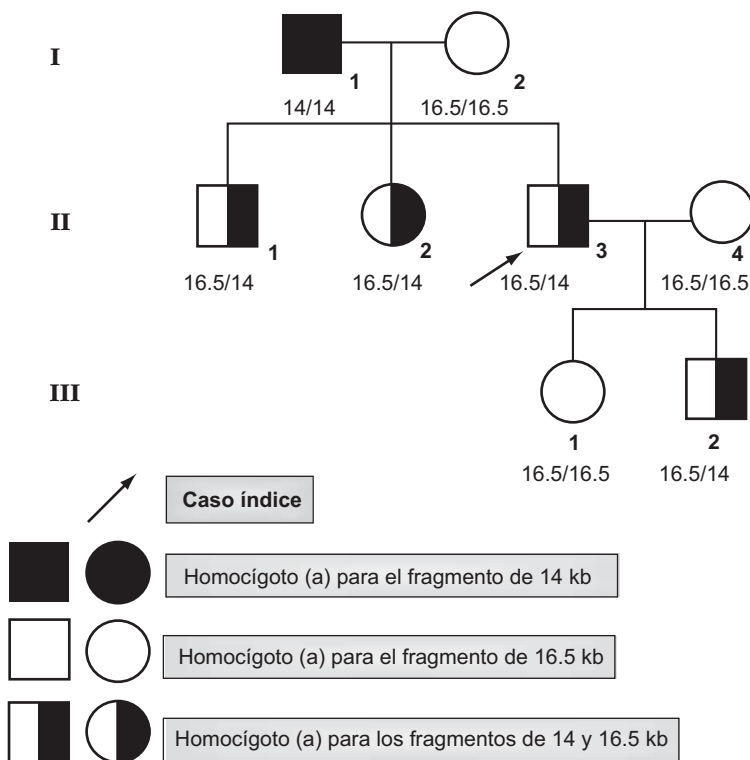 I
1
2
14/14 16.5/16.5
II
1
2
3
4
16.5/14 16.5/14 16.5/14 16.5/16.5
III
1
2
16.5/16.5 16.5/14
Caso índice
Homocígoto (a) para el fragmento de 14 kb
Homocígoto (a) para el fragmento de 16.5 kb
Homocígoto (a) para los fragmentos de 14 y 16.5 kb